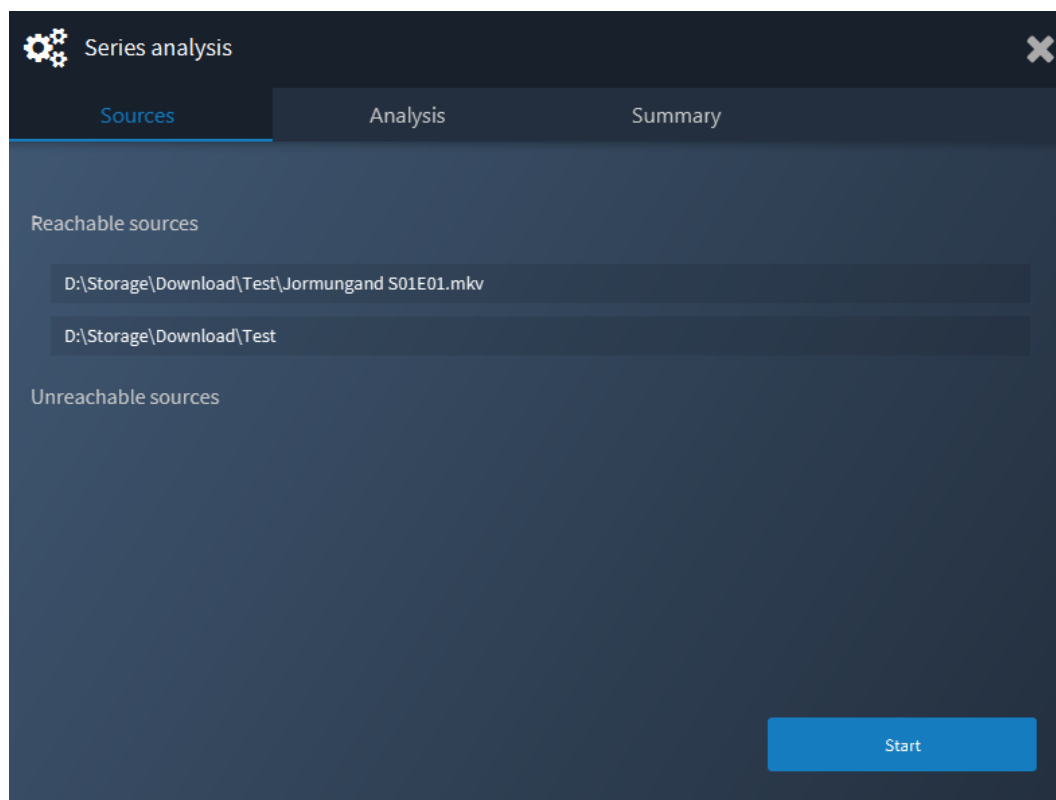 Series analysis
Sources Analysis Summary
Reachable sources
D:\Storage\Download\Test\Jormungand S01E01.mkv
D:\Storage\Download\Test
Unreachable sources
Start